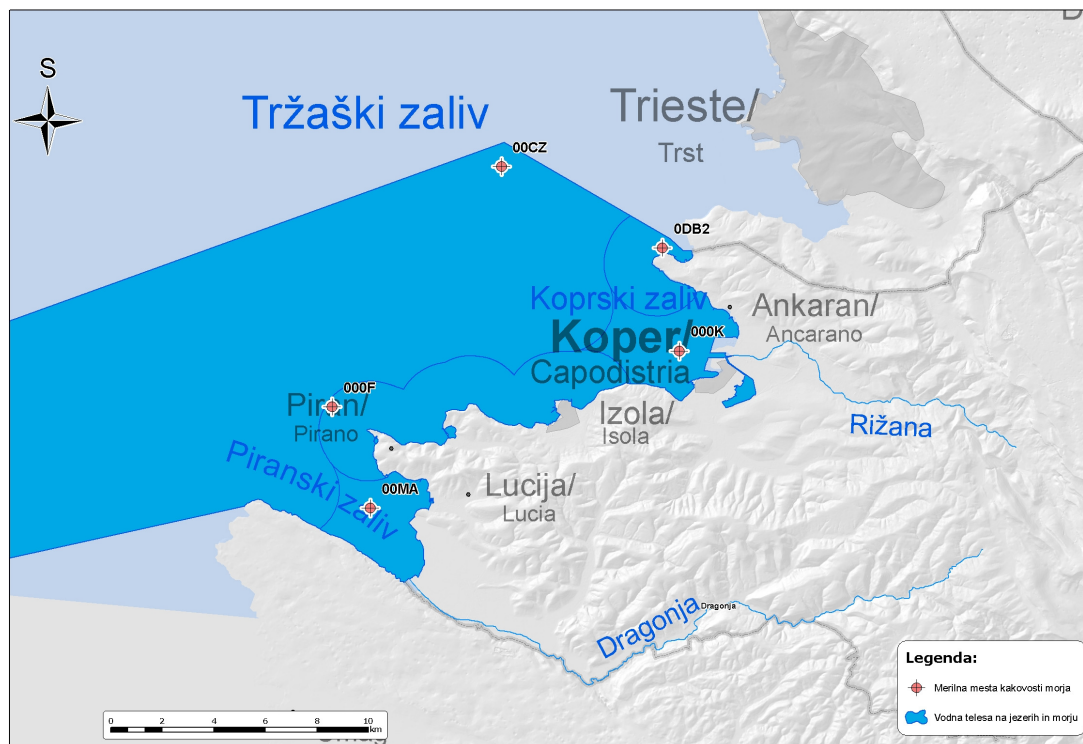 D
S
Tržaški zaliv
Trieste/
Trst
00CZ
0DB2
Koprski zaliv
Ankaran/
Ancarano
Koper/
000K
Capodistria
000F
Piran/
Pirano
Izola/
Isola
Rižana
Piranski zaliv
00MA
Lucija/
Lucia
Dragonja
Dragonja
Legenda:
Merilna mesta kakovosti morja
Vodna telesa na jezerih in morju
0 2 4 6 8 10
km